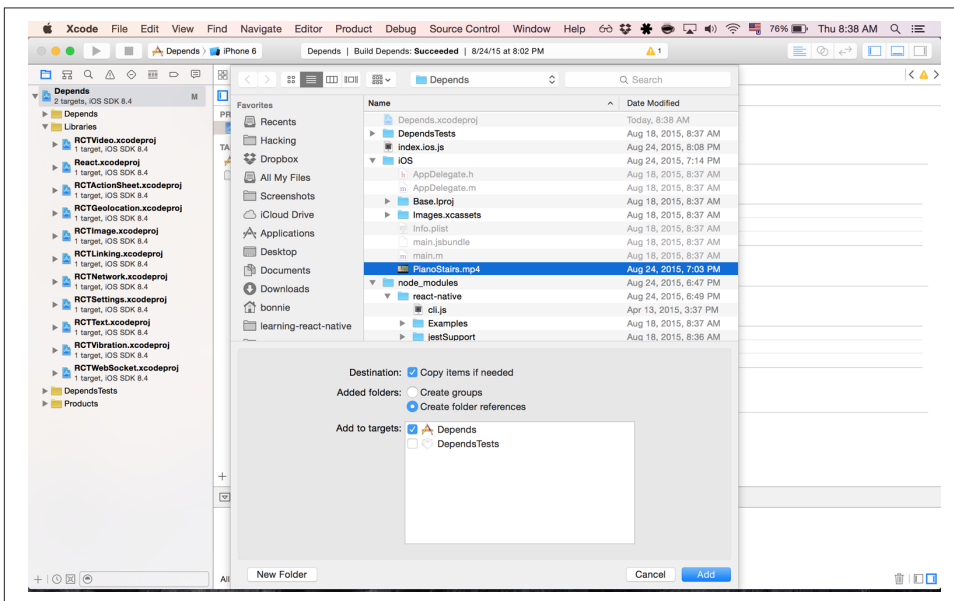 Xcode File Edit View Find Navigate Editor Product Debug Source Control Window Help 76% Thu 8:38 AM
Depends iPhone 6 Depends | Build Depends: Succeeded | 8/24/15 at 8:02 PM 1
Depends
2 targets, iOS SDK 8.4 M
Depends
Libraries
RCTVideo.xcodeproj
1 target, iOS SDK 8.4
React.xcodeproj
1 target, iOS SDK 8.4
RCTActionSheet.xcodeproj
1 target, iOS SDK 8.4
RCTGeolocation.xcodeproj
1 target, iOS SDK 8.4
RCTImage.xcodeproj
1 target, iOS SDK 8.4
RCTLinking.xcodeproj
1 target, iOS SDK 8.4
RCTNetwork.xcodeproj
1 target, iOS SDK 8.4
RCTSettings.xcodeproj
1 target, iOS SDK 8.4
RCTText.xcodeproj
1 target, iOS SDK 8.4
RCTVibration.xcodeproj
1 target, iOS SDK 8.4
RCTWebSocket.xcodeproj
1 target, iOS SDK 8.4
DependsTests
Products
PR
TA
Depends
Search
Favorites
Recents
Hacking
Dropbox
All My Files
Screenshots
iCloud Drive
Applications
Desktop
Documents
Downloads
bonnie
learning-react-native
Name Date Modified
Depends.xcodeproj Today, 8:38 AM
DependsTests Aug 18, 2015, 8:37 AM
index.ios.js Aug 24, 2015, 8:08 PM
iOS Aug 24, 2015, 7:14 PM
AppDelegate.h Aug 18, 2015, 8:37 AM
AppDelegate.m Aug 18, 2015, 8:37 AM
Base.lproj Aug 18, 2015, 8:37 AM
Images.xcassets Aug 18, 2015, 8:37 AM
Info.plist Aug 18, 2015, 8:37 AM
main.jsbundle Aug 18, 2015, 8:37 AM
main.m Aug 18, 2015, 8:37 AM
PianoStairs.mp4 Aug 24, 2015, 7:03 PM
node_modules Aug 24, 2015, 6:47 PM
react-native Aug 24, 2015, 6:49 PM
cli.js Apr 13, 2015, 3:37 PM
Examples Aug 18, 2015, 8:37 AM
jestSupport Aug 18, 2015, 8:36 AM
Destination: Copy items if needed
Added folders: Create groups
Create folder references
Add to targets: Depends
DependsTests
New Folder Cancel Add
All